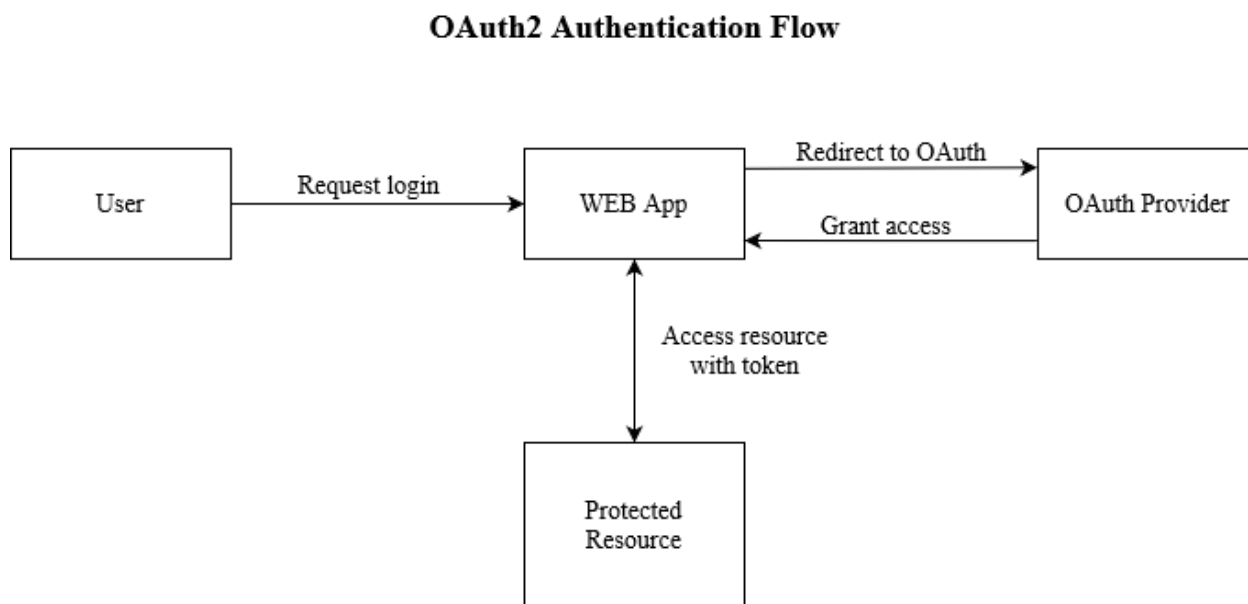 OAuth2 Authentication Flow
User
Request login
WEB App
Redirect to OAuth
Grant access
OAuth Provider
Access resource
with token
Protected
Resource